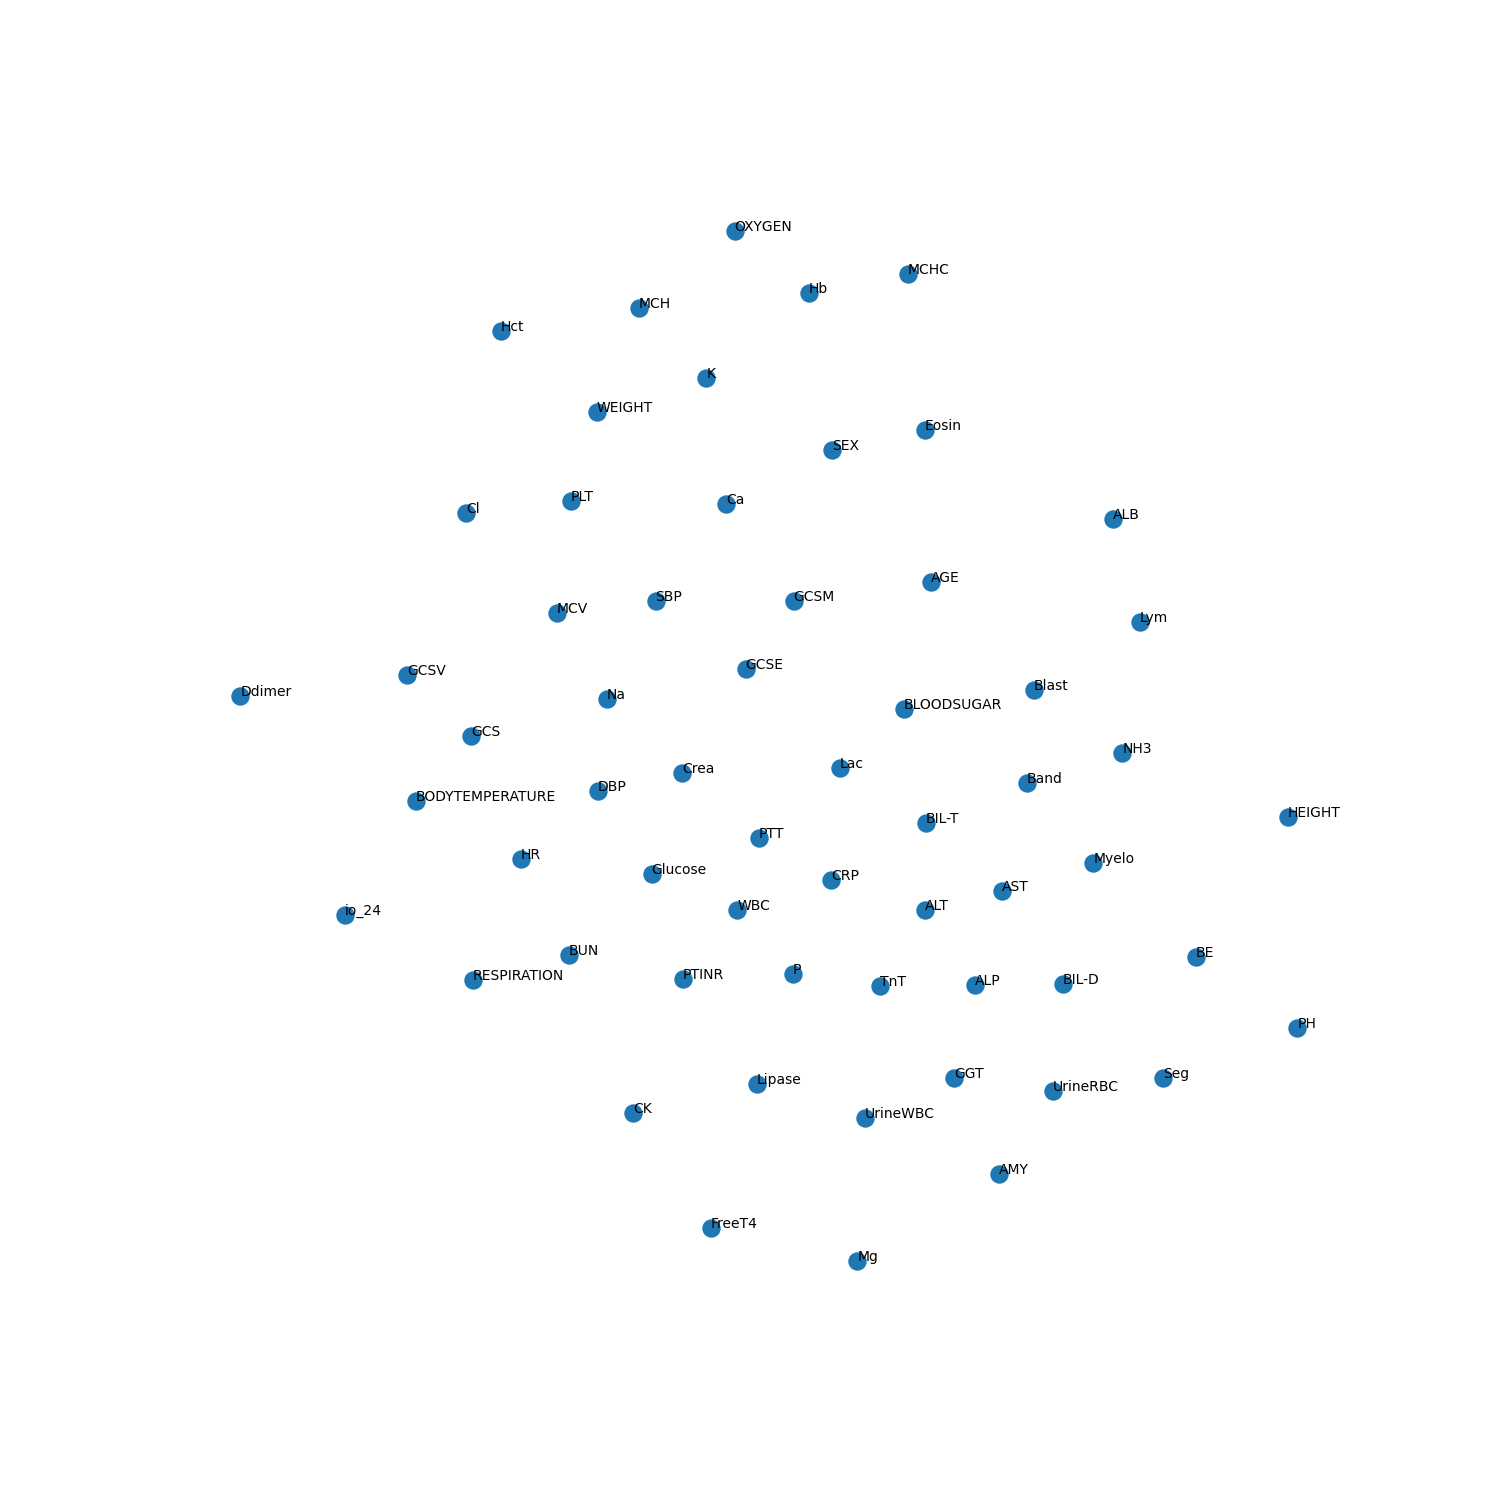 OXYGEN
MCHC
Hb
MCH
Hct
K
WEIGHT
Eosin
SEX
PLT
Ca
Cl
ALB
AGE
SBP
GCSM
MCV
Lym
GCSE
GCSV
Blast
Ddimer
Na
BLOODSUGAR
GCS
NH3
Lac
Crea
Band
DBP
BODYTEMPERATURE
HEIGHT
BIL-T
PTT
HR
Myelo
Glucose
CRP
AST
WBC
ALT
io_24
BUN
BE
P
RESPIRATION
PTINR
TnT
ALP
BIL-D
PH
GGT
Seg
Lipase
UrineRBC
CK
UrineWBC
AMY
FreeT4
Mg